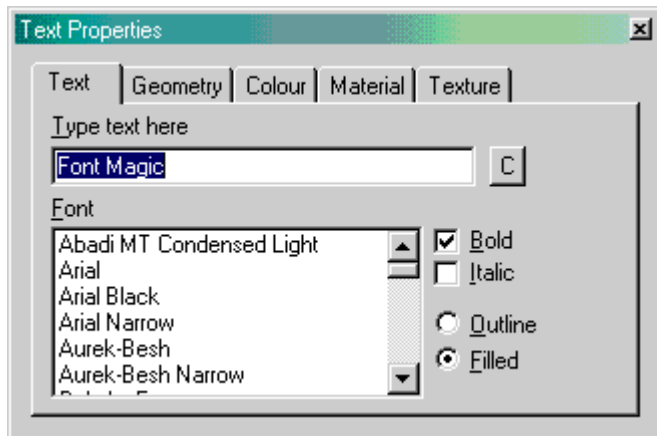 Text Properties
Text Geometry Colour Material Texture
Type text here
Font Magic C
Font
Abadi MT Condensed Light
Arial
Arial Black
Arial Narrow
Aurek-Besh
Aurek-Besh Narrow
Bold
Italic
Outline
Filled